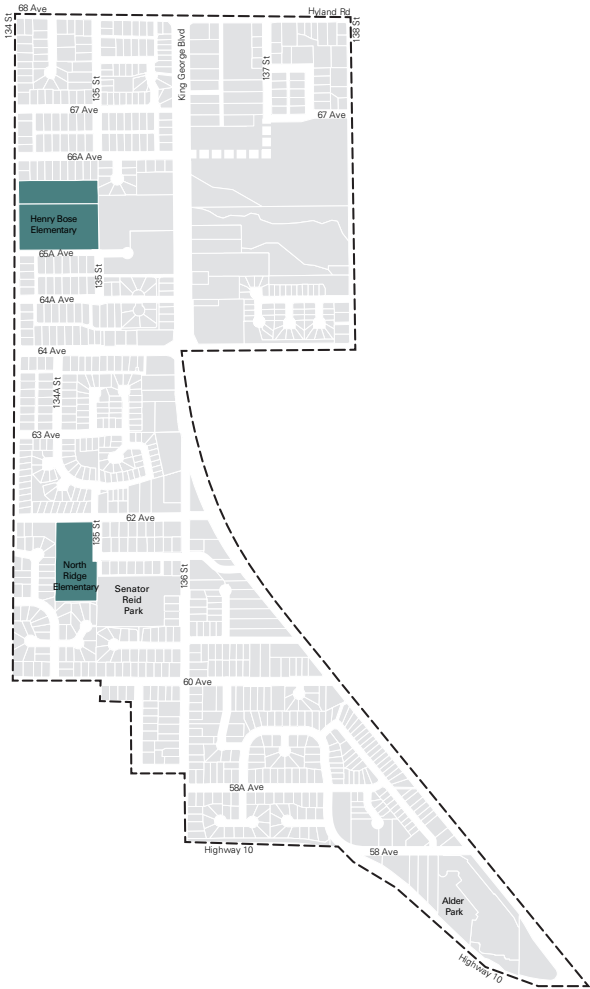 68 Ave
Hyland Rd
134 St
138 St
King George Blvd
137 St
135 St
67 Ave
67 Ave
66A Ave
Henry Bose
Elementary
65A Ave
135 St
64A Ave
64 Ave
134A St
63 Ave
62 Ave
135 St
North
Ridge
Elementary
136 St
Senator
Reid
Park
60 Ave
58A Ave
Highway 10
58 Ave
Alder
Park
Highway 10